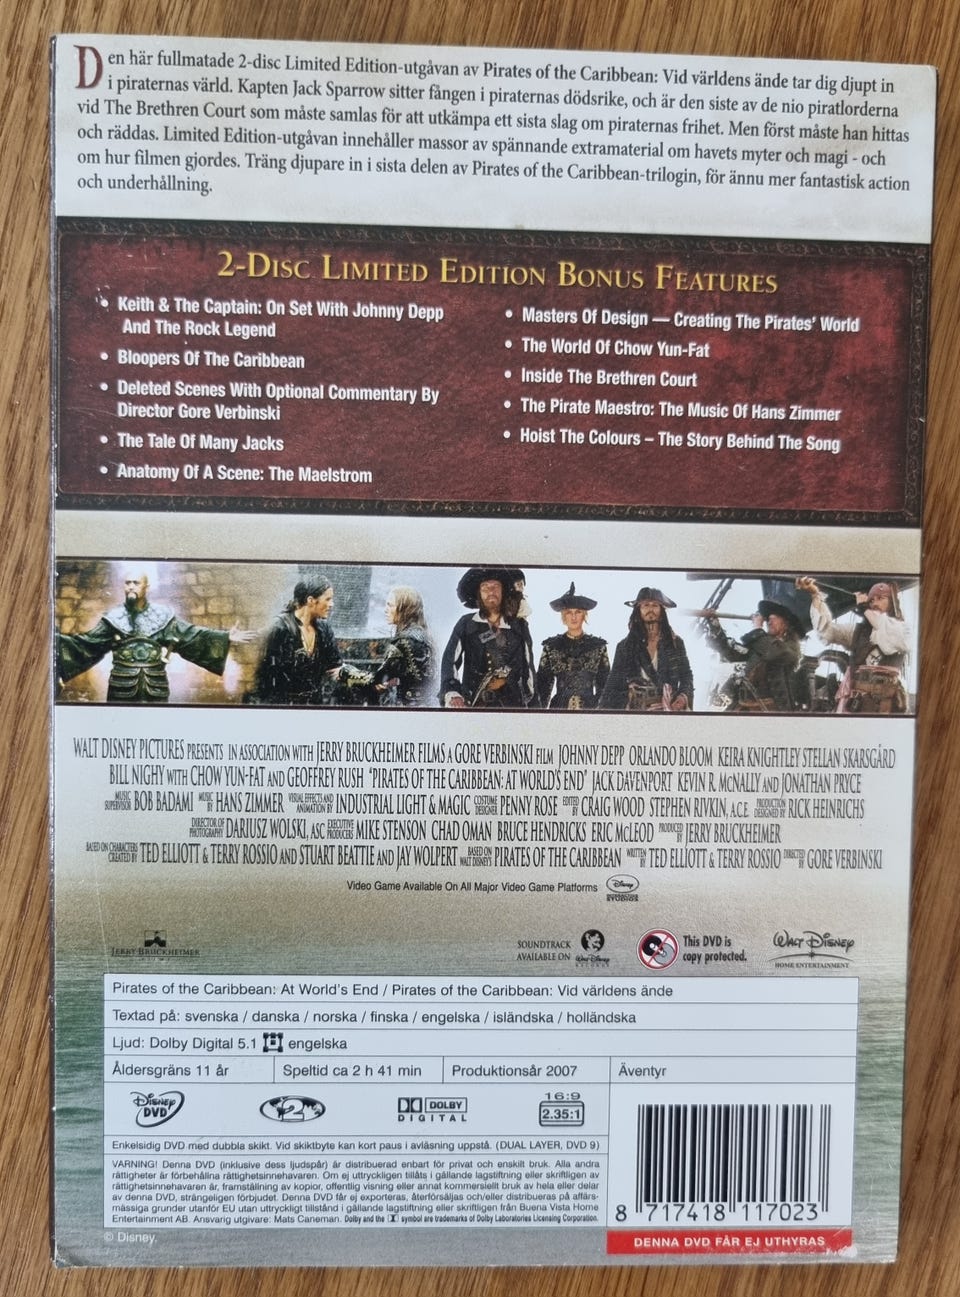 Den här fullmatade 2-disc Limited Edition-utgåvan av Pirates of the Caribbean: Vid världens ände tar dig djupt in
i piraternas värld. Kapten Jack Sparrow sitter fången i piraternas dödsrike, och är den siste av de nio piratlorderna
vid The Brethren Court som måste samlas för att utkämpa ett sista slag om piraternas frihet. Men först måste han hittas
och räddas. Limited Edition-utgåvan innehåller massor av spännande extramaterial om havets myter och magi - och
om hur filmen gjordes. Träng djupare in i sista delen av Pirates of the Caribbean-trilogin, för ännu mer fantastisk action
och underhållning.
2-Disc Limited Edition Bonus Features
• Keith & The Captain: On Set With Johnny Depp
And The Rock Legend
• Bloopers Of The Caribbean
• Deleted Scenes With Optional Commentary By
Director Gore Verbinski
• The Tale Of Many Jacks
• Anatomy Of A Scene: The Maelstrom
• Masters Of Design — Creating The Pirates' World
• The World Of Chow Yun-Fat
• Inside The Brethren Court
• The Pirate Maestro: The Music Of Hans Zimmer
• Hoist The Colours – The Story Behind The Song
WALT DISNEY PICTURES PRESENTS IN ASSOCIATION WITH JERRY BRUCKHEIMER FILMS A GORE VERBINSKI FILM JOHNNY DEPP ORLANDO BLOOM KEIRA KNIGHTLEY STELLAN SKARSGÅRD
BILL NIGHY WITH CHOW YUN-FAT AND GEOFFREY RUSH "PIRATES OF THE CARIBBEAN: AT WORLD'S END" JACK DAVENPORT KEVIN R. McNALLY AND JONATHAN PRYCE
MUSIC SUPERVISOR BOB BADAMI MUSIC BY HANS ZIMMER VISUAL EFFECTS AND ANIMATION BY INDUSTRIAL LIGHT & MAGIC COSTUME DESIGNER PENNY ROSE EDITED BY CRAIG WOOD STEPHEN RIVKIN, A.C.E. PRODUCTION DESIGNED BY RICK HEINRICHS
DIRECTOR OF PHOTOGRAPHY DARIUSZ WOLSKI, ASC EXECUTIVE PRODUCERS MIKE STENSON CHAD OMAN BRUCE HENDRICKS ERIC McLEOD PRODUCED BY JERRY BRUCKHEIMER
BASED ON CHARACTERS CREATED BY TED ELLIOTT & TERRY ROSSIO AND STUART BEATTIE AND JAY WOLPERT BASED ON WALT DISNEY'S PIRATES OF THE CARIBBEAN WRITTEN BY TED ELLIOTT & TERRY ROSSIO DIRECTED BY GORE VERBINSKI
Video Game Available On All Major Video Game Platforms Disney INTERACTIVE STUDIOS
JERRY BRUCKHEIMER FILMS
SOUNDTRACK
AVAILABLE ON Walt Disney RECORDS
This DVD is
copy protected.
WALT DISNEY
HOME ENTERTAINMENT
Pirates of the Caribbean: At World's End / Pirates of the Caribbean: Vid världens ände
Textad på: svenska / danska / norska / finska / engelska / isländska / holländska
Ljud: Dolby Digital 5.1 engelska
Åldersgräns 11 år Speltid ca 2 h 41 min Produktionsår 2007 Äventyr
DISNEY DVD
2
DOLBY
DIGITAL
16:9
2.35:1
Enkelsidig DVD med dubbla skikt. Vid skiktbyte kan kort paus i avläsning uppstå. (DUAL LAYER, DVD 9)
VARNING! Denna DVD (inklusive dess ljudspår) är distribuerad enbart för privat och enskilt bruk. Alla andra
rättigheter är förbehållna rättighetsinnehavaren. Om ej uttryckligen tillåts i gällande lagstiftning eller skriftligen av
rättighetsinnehavaren är, framställning av kopior, offentlig visning eller annat kommersiellt bruk av hela eller delar
av denna DVD, strängeligen förbjudet. Denna DVD får ej exporteras, återförsäljas och/eller distribueras på affärs-
mässiga grunder utanför EU utan uttryckligt tillstånd i gällande lagstiftning eller skriftligen från Buena Vista Home
Entertainment AB. Ansvarig utgivare: Mats Caneman. Dolby and the symbol are trademarks of Dolby Laboratories Licensing Corporation.
8 717418 117023
© Disney.
DENNA DVD FÅR EJ UTHYRAS